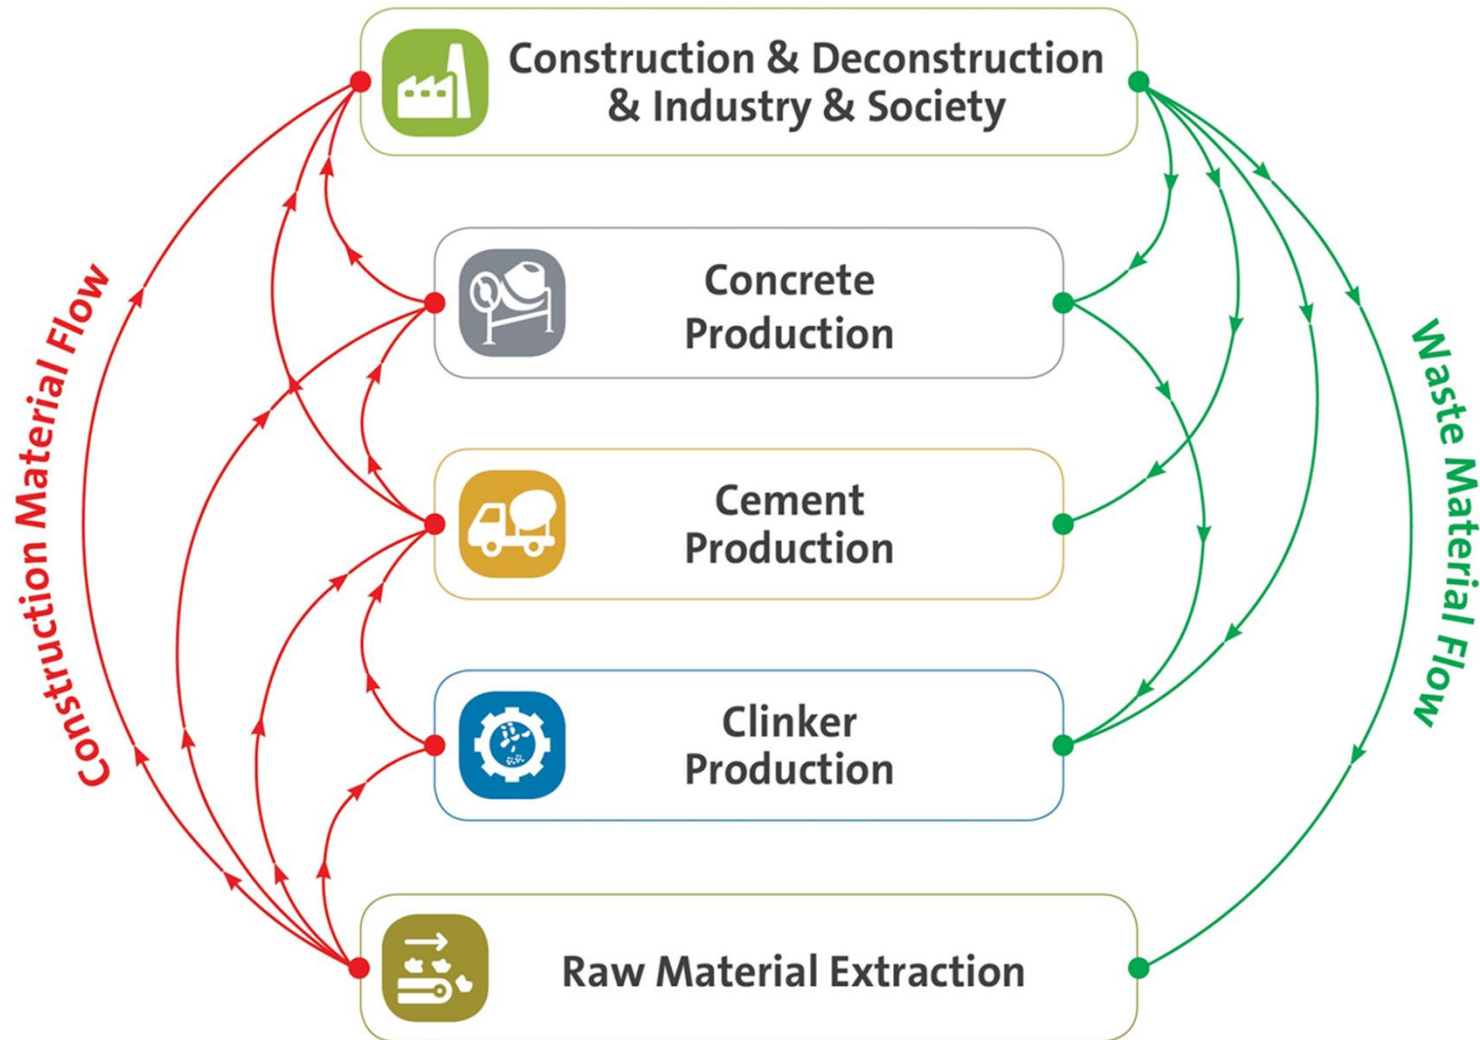 Construction & Deconstruction
& Industry & Society
Concrete
Production
Cement
Production
Clinker
Production
Raw Material Extraction
Construction Material Flow
Waste Material Flow